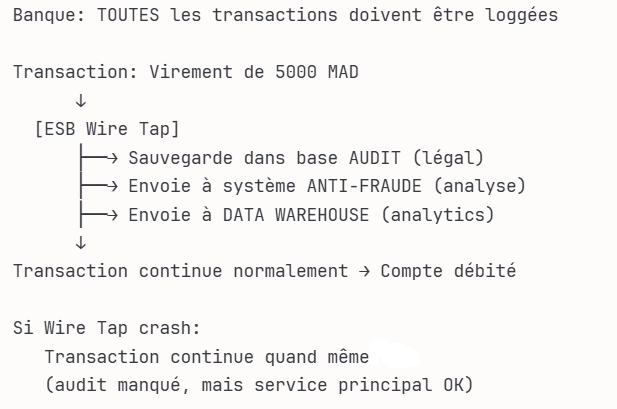 Banque: TOUTES les transactions doivent être loggées
Transaction: Virement de 5000 MAD
↓
[ESB Wire Tap]
├──→ Sauvegarde dans base AUDIT (légal)
├──→ Envoie à système ANTI-FRAUDE (analyse)
├──→ Envoie à DATA WAREHOUSE (analytics)
↓
Transaction continue normalement → Compte débité
Si Wire Tap crash:
Transaction continue quand même
(audit manqué, mais service principal OK)